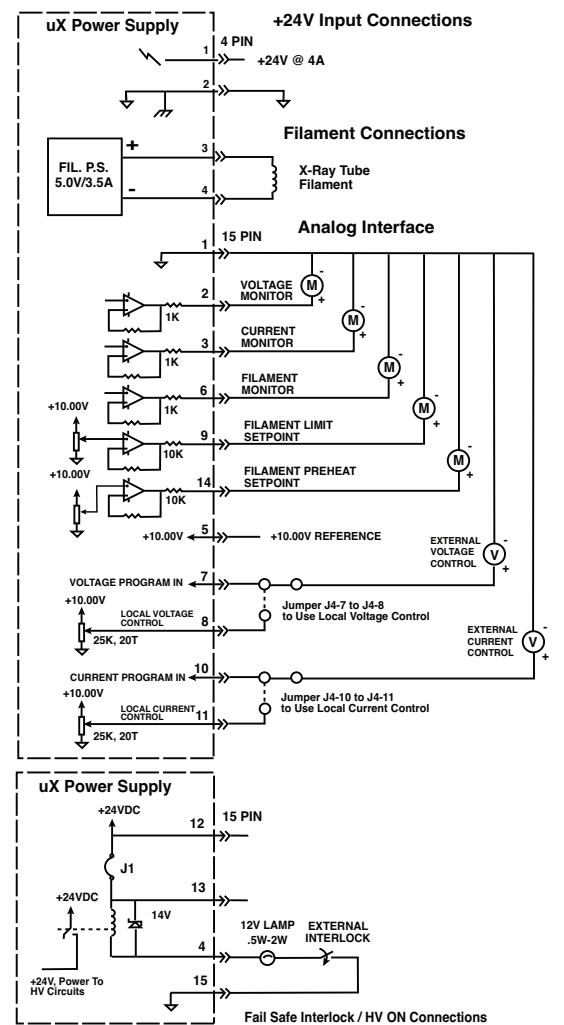 uX Power Supply
+24V Input Connections
4 PIN
1
+24V @ 4A
2
Filament Connections
FIL. P.S.
5.0V/3.5A
+
-
3
4
X-Ray Tube
Filament
Analog Interface
1
15 PIN
2
VOLTAGE
MONITOR
1K
M
-
+
3
CURRENT
MONITOR
1K
M
-
+
6
FILAMENT
MONITOR
1K
M
-
+
+10.00V
9
FILAMENT LIMIT
SETPOINT
10K
M
-
+
+10.00V
14
FILAMENT PREHEAT
SETPOINT
10K
M
-
+
+10.00V
5
+10.00V REFERENCE
EXTERNAL
VOLTAGE
CONTROL
V
-
+
VOLTAGE PROGRAM IN
7
+10.00V
LOCAL VOLTAGE
CONTROL
8
25K, 20T
Jumper J4-7 to J4-8
to Use Local Voltage Control
EXTERNAL
CURRENT
CONTROL
V
-
+
CURRENT PROGRAM IN
10
+10.00V
LOCAL CURRENT
CONTROL
11
25K, 20T
Jumper J4-10 to J4-11
to Use Local Current Control
uX Power Supply
+24VDC
12
15 PIN
J1
+24VDC
13
14V
4
12V LAMP
.5W-2W
EXTERNAL
INTERLOCK
15
+24V, Power To
HV Circuits
Fail Safe Interlock / HV ON Connections